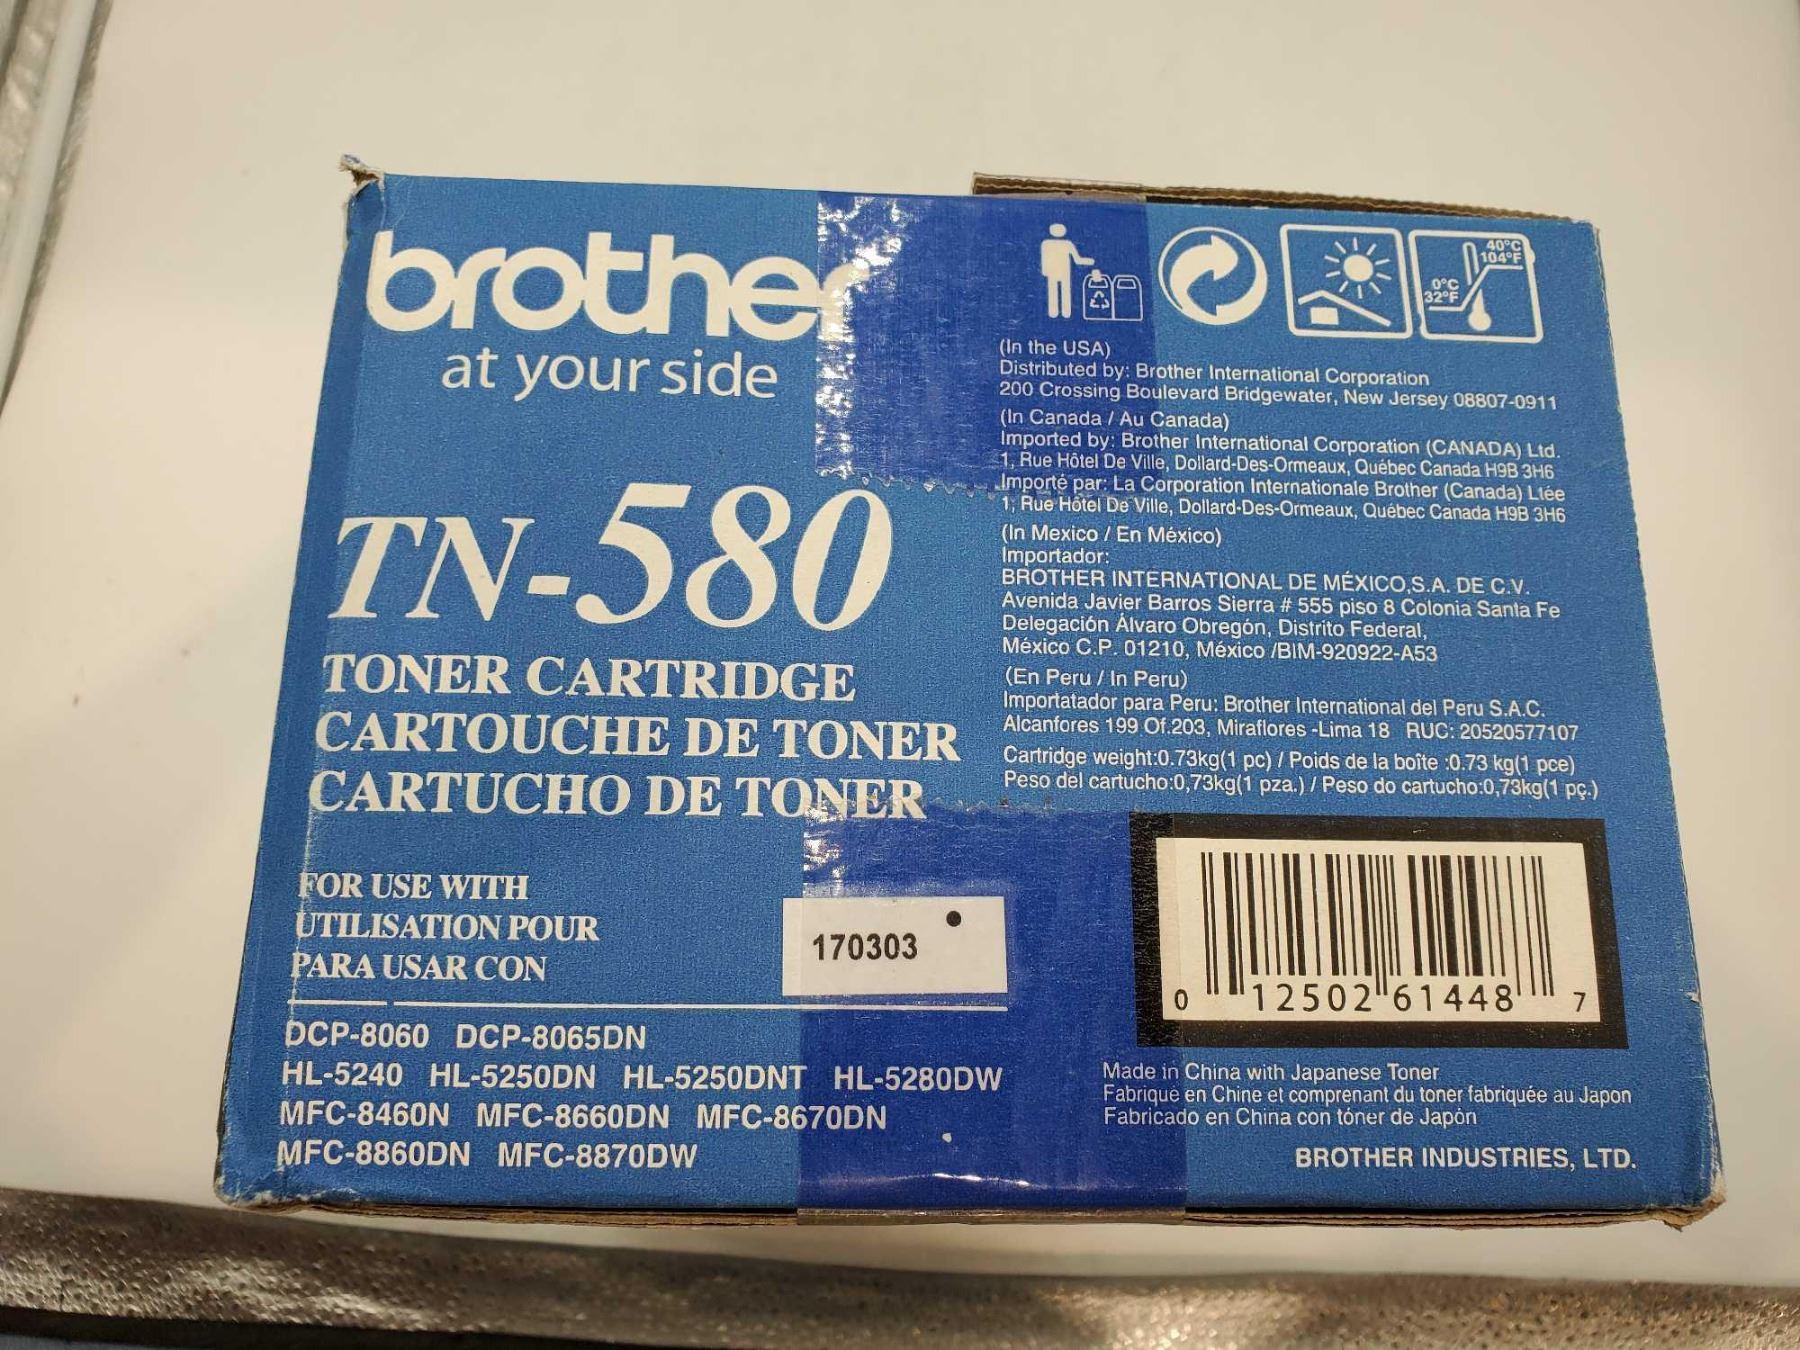 brother
at your side
TN-580
TONER CARTRIDGE
CARTOUCHE DE TONER
CARTUCHO DE TONER
FOR USE WITH
UTILISATION POUR
PARA USAR CON
170303
DCP-8060 DCP-8065DN
HL-5240 HL-5250DN HL-5250DNT HL-5280DW
MFC-8460N MFC-8660DN MFC-8670DN
MFC-8860DN MFC-8870DW
40°C
104°F
0°C
32°F
(In the USA)
Distributed by: Brother International Corporation
200 Crossing Boulevard Bridgewater, New Jersey 08807-0911
(In Canada / Au Canada)
Imported by: Brother International Corporation (CANADA) Ltd.
1, Rue Hôtel De Ville, Dollard-Des-Ormeaux, Québec Canada H9B 3H6
Importé par: La Corporation Internationale Brother (Canada) Ltée
1, Rue Hôtel De Ville, Dollard-Des-Ormeaux, Québec Canada H9B 3H6
(In Mexico / En México)
Importador:
BROTHER INTERNATIONAL DE MÉXICO,S.A. DE C.V.
Avenida Javier Barros Sierra # 555 piso 8 Colonia Santa Fe
Delegación Álvaro Obregón, Distrito Federal,
México C.P. 01210, México /BIM-920922-A53
(En Peru / In Peru)
Importatador para Peru: Brother International del Peru S.A.C.
Alcanfores 199 Of.203, Miraflores -Lima 18 RUC: 20520577107
Cartridge weight:0.73kg(1 pc) / Poids de la boîte :0.73 kg(1 pce)
Peso del cartucho:0,73kg(1 pza.) / Peso do cartucho:0,73kg(1 pç.)
0 12502 61448 7
Made in China with Japanese Toner
Fabriqué en Chine et comprenant du toner fabriquée au Japon
Fabricado en China con tóner de Japón
BROTHER INDUSTRIES, LTD.